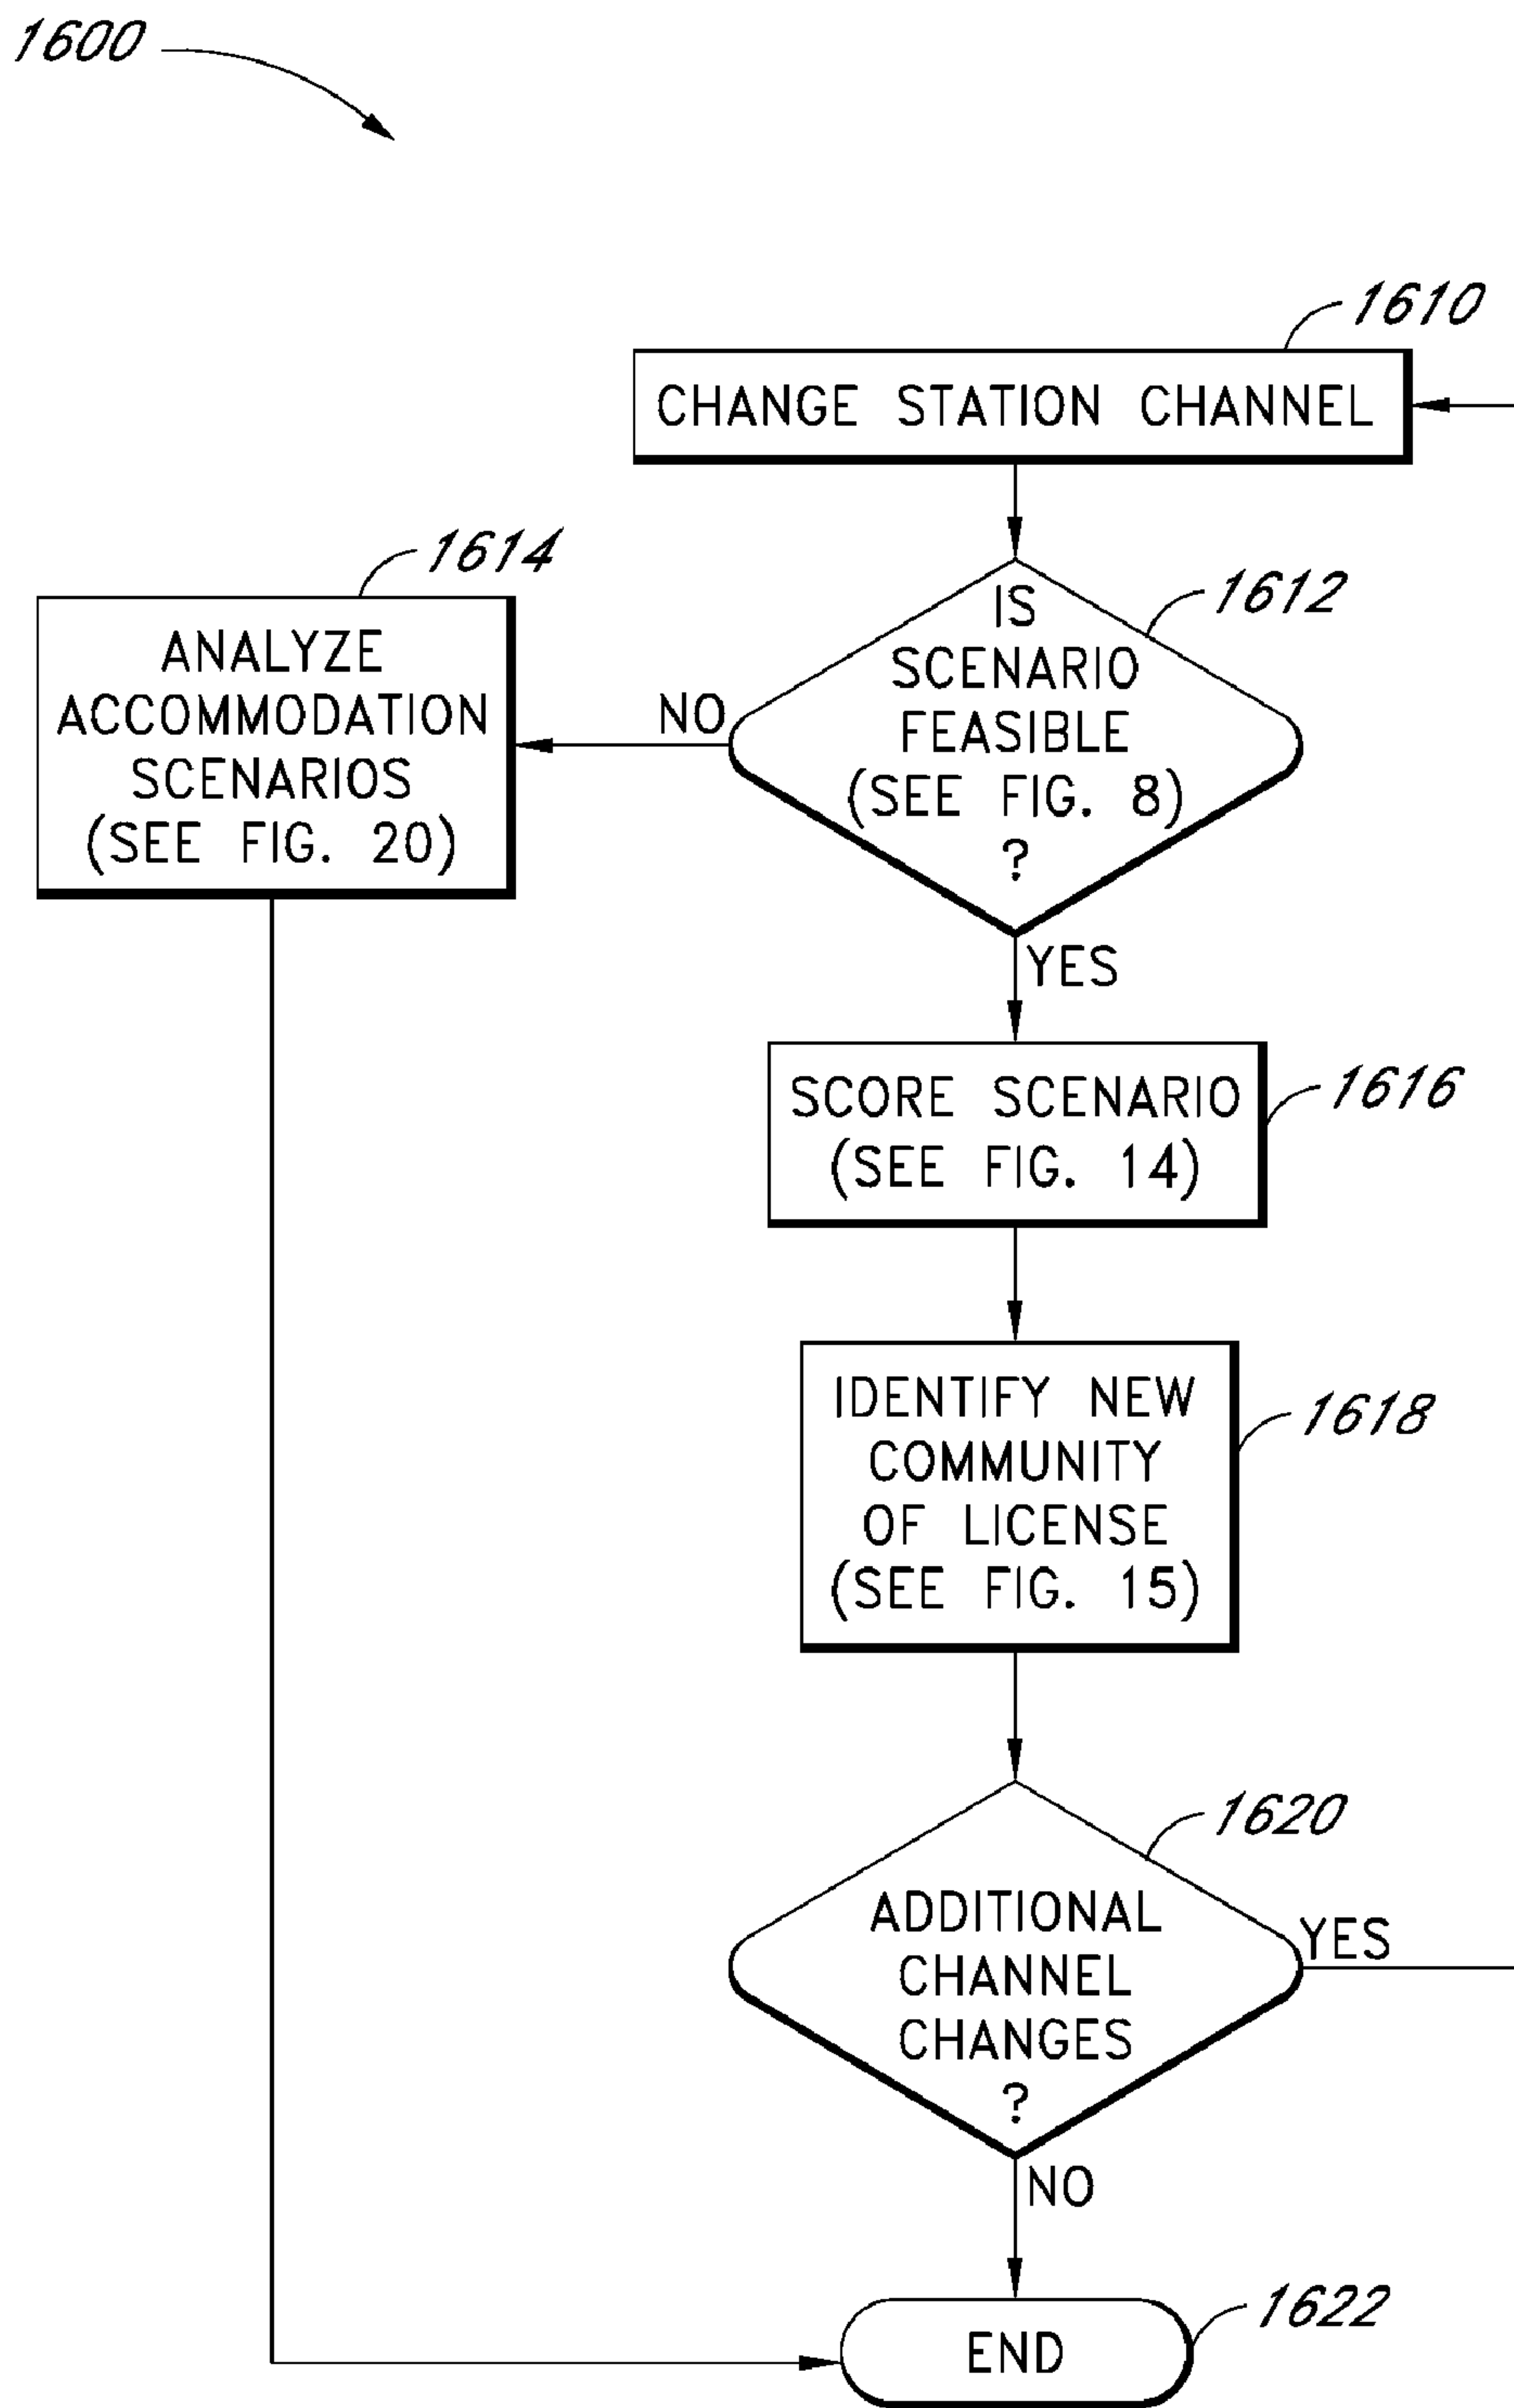 1600
1610
CHANGE STATION CHANNEL
1612
IS
SCENARIO
FEASIBLE
(SEE FIG. 8)
?
NO
1614
ANALYZE
ACCOMMODATION
SCENARIOS
(SEE FIG. 20)
YES
1616
SCORE SCENARIO
(SEE FIG. 14)
1618
IDENTIFY NEW
COMMUNITY
OF LICENSE
(SEE FIG. 15)
1620
ADDITIONAL
CHANNEL
CHANGES
?
YES
NO
1622
END